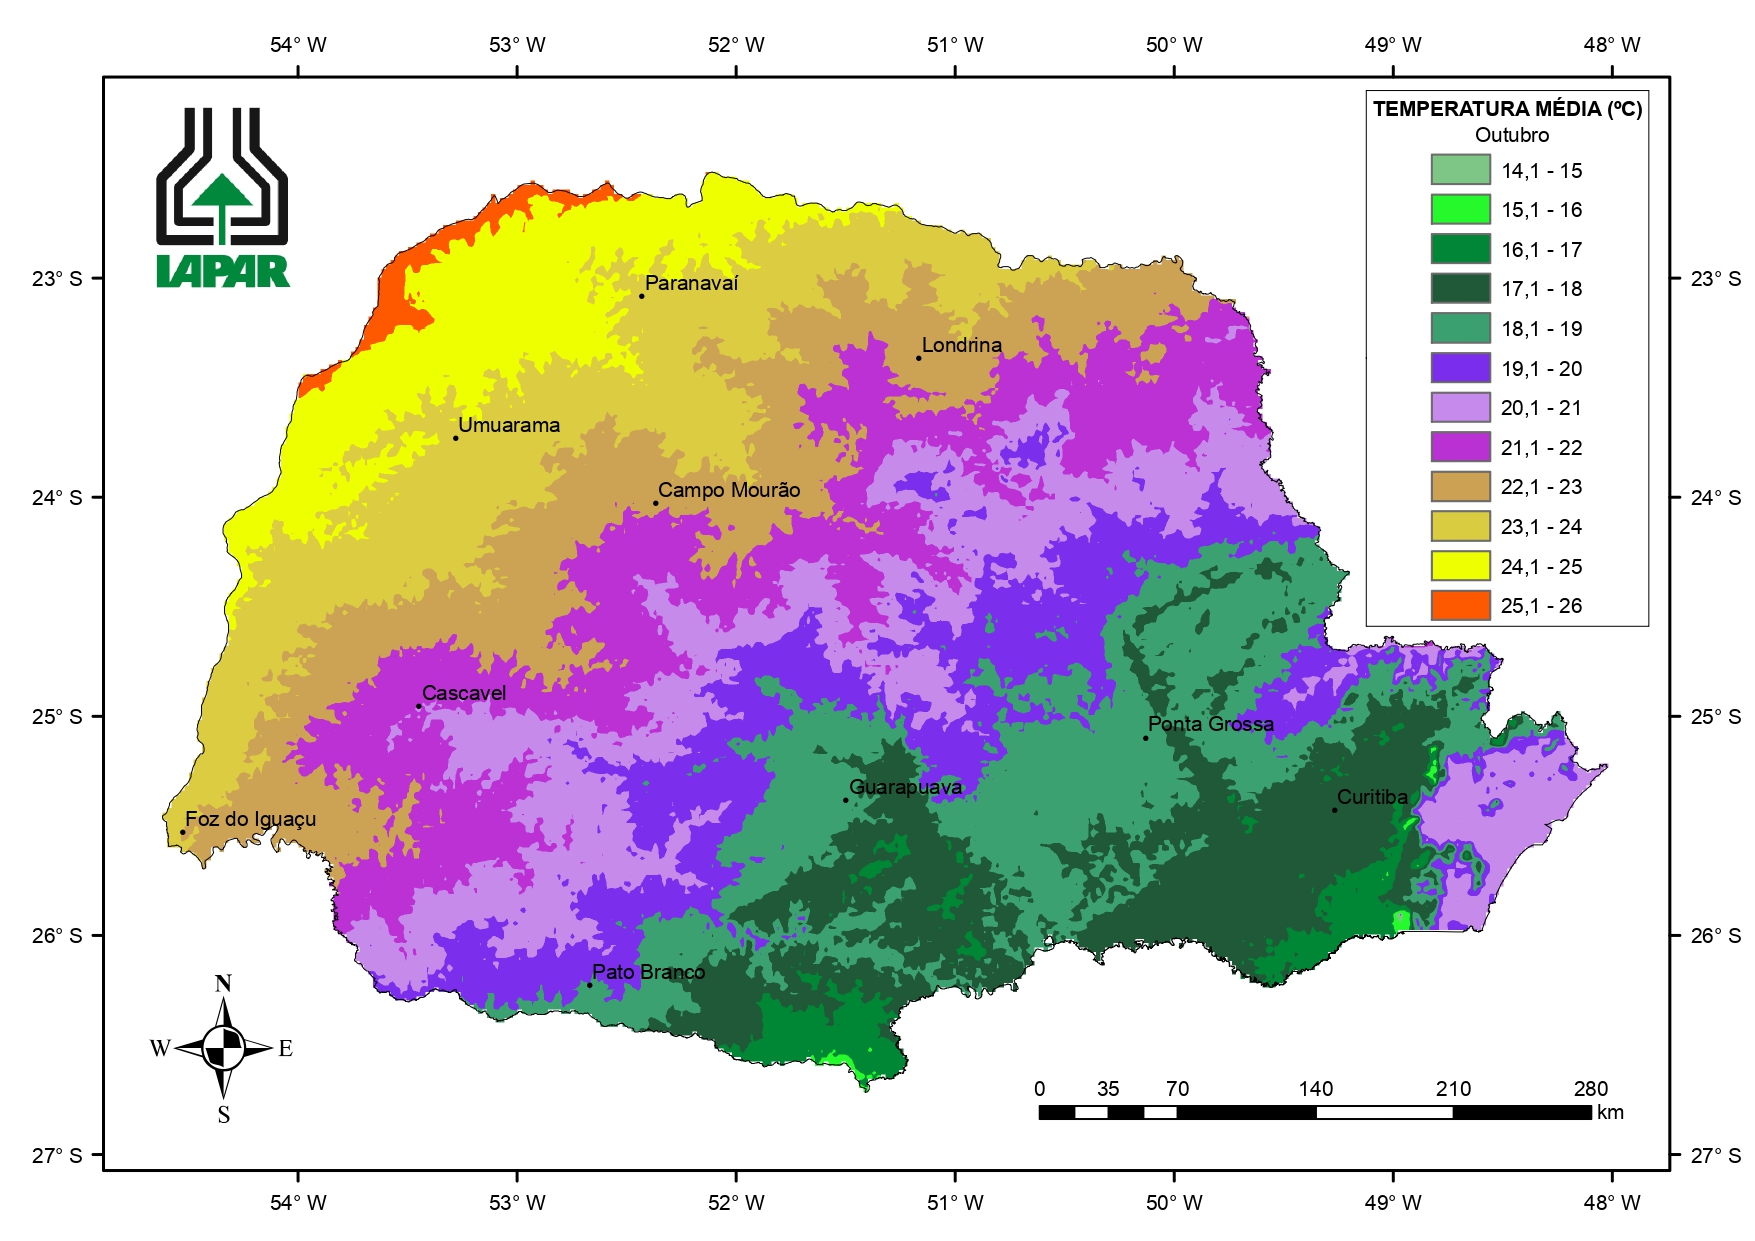 54° W 53° W 52° W 51° W 50° W 49° W 48° W
TEMPERATURA MÉDIA (ºC)
Outubro
14,1 - 15
15,1 - 16
16,1 - 17
17,1 - 18
18,1 - 19
19,1 - 20
20,1 - 21
21,1 - 22
22,1 - 23
23,1 - 24
24,1 - 25
25,1 - 26
IAPAR
23° S 23° S
Paranavaí
Londrina
Umuarama
Campo Mourão
24° S 24° S
Cascavel
25° S 25° S
Ponta Grossa
Guarapuava
Curitiba
Foz do Iguaçu
26° S 26° S
Pato Branco
N
W E
S
0 35 70 140 210 280
km
27° S 27° S
54° W 53° W 52° W 51° W 50° W 49° W 48° W